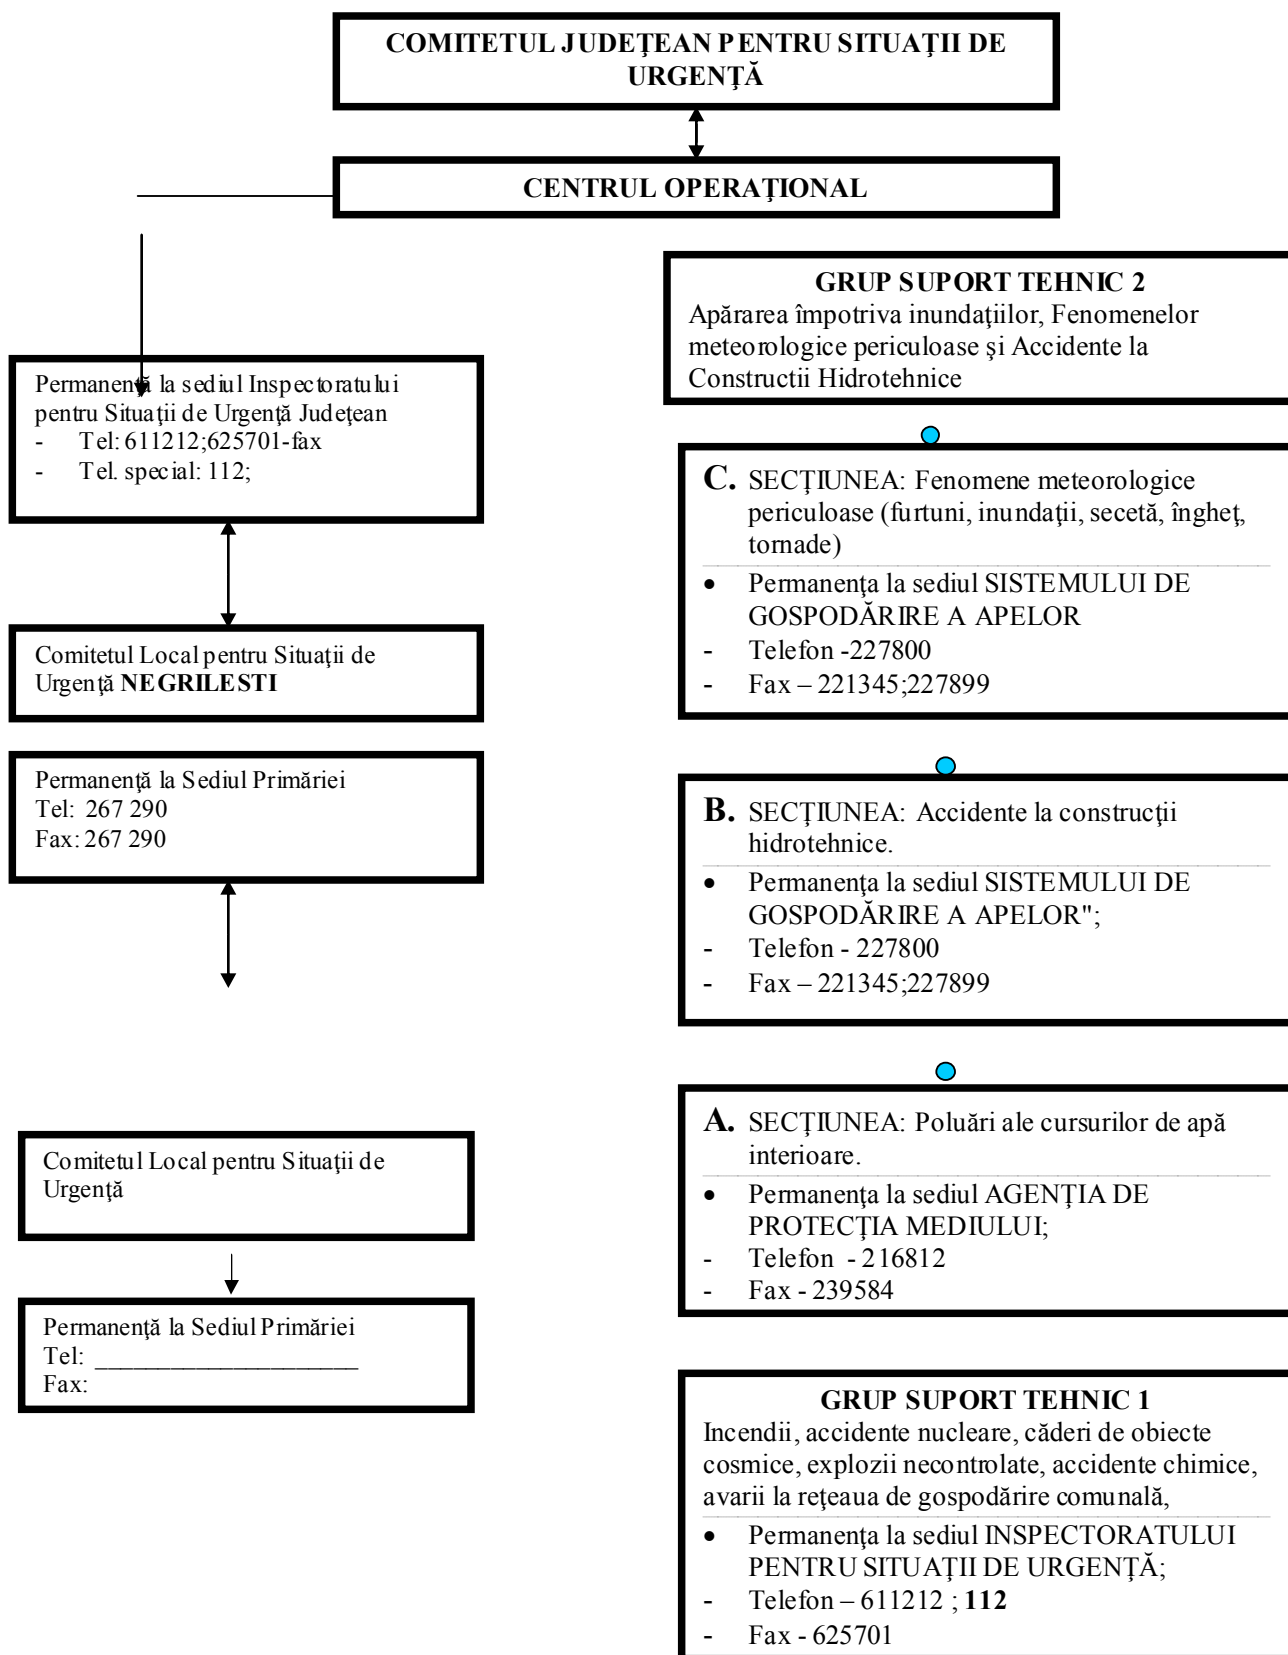 COMITETUL JUDEŢEAN PENTRU SITUAŢII DE
URGENŢĂ
CENTRUL OPERAŢIONAL
Permanenţă la sediul Inspectoratului
pentru Situaţii de Urgenţă Judeţean
- Tel: 611212;625701-fax
- Tel. special: 112;
Comitetul Local pentru Situaţii de
Urgenţă NEGRILESTI
Permanenţă la Sediul Primăriei
Tel: 267 290
Fax: 267 290
Comitetul Local pentru Situaţii de
Urgenţă
Permanenţă la Sediul Primăriei
Tel: _____________________
Fax:
GRUP SUPORT TEHNIC 2
Apărarea împotriva inundaţiilor, Fenomenelor
meteorologice periculoase şi Accidente la
Constructii Hidrotehnice
C. SECŢIUNEA: Fenomene meteorologice
periculoase (furtuni, inundaţii, secetă, îngheţ,
tornade)
• Permanenţa la sediul SISTEMULUI DE
GOSPODĂRIRE A APELOR
- Telefon -227800
- Fax – 221345;227899
B. SECŢIUNEA: Accidente la construcţii
hidrotehnice.
• Permanenţa la sediul SISTEMULUI DE
GOSPODĂRIRE A APELOR";
- Telefon - 227800
- Fax – 221345;227899
A. SECŢIUNEA: Poluări ale cursurilor de apă
interioare.
• Permanenţa la sediul AGENŢIA DE
PROTECŢIA MEDIULUI;
- Telefon - 216812
- Fax - 239584
GRUP SUPORT TEHNIC 1
Incendii, accidente nucleare, căderi de obiecte
cosmice, explozii necontrolate, accidente chimice,
avarii la reţeaua de gospodărire comunală,
• Permanenţa la sediul INSPECTORATULUI
PENTRU SITUAŢII DE URGENŢĂ;
- Telefon – 611212 ; 112
- Fax - 625701